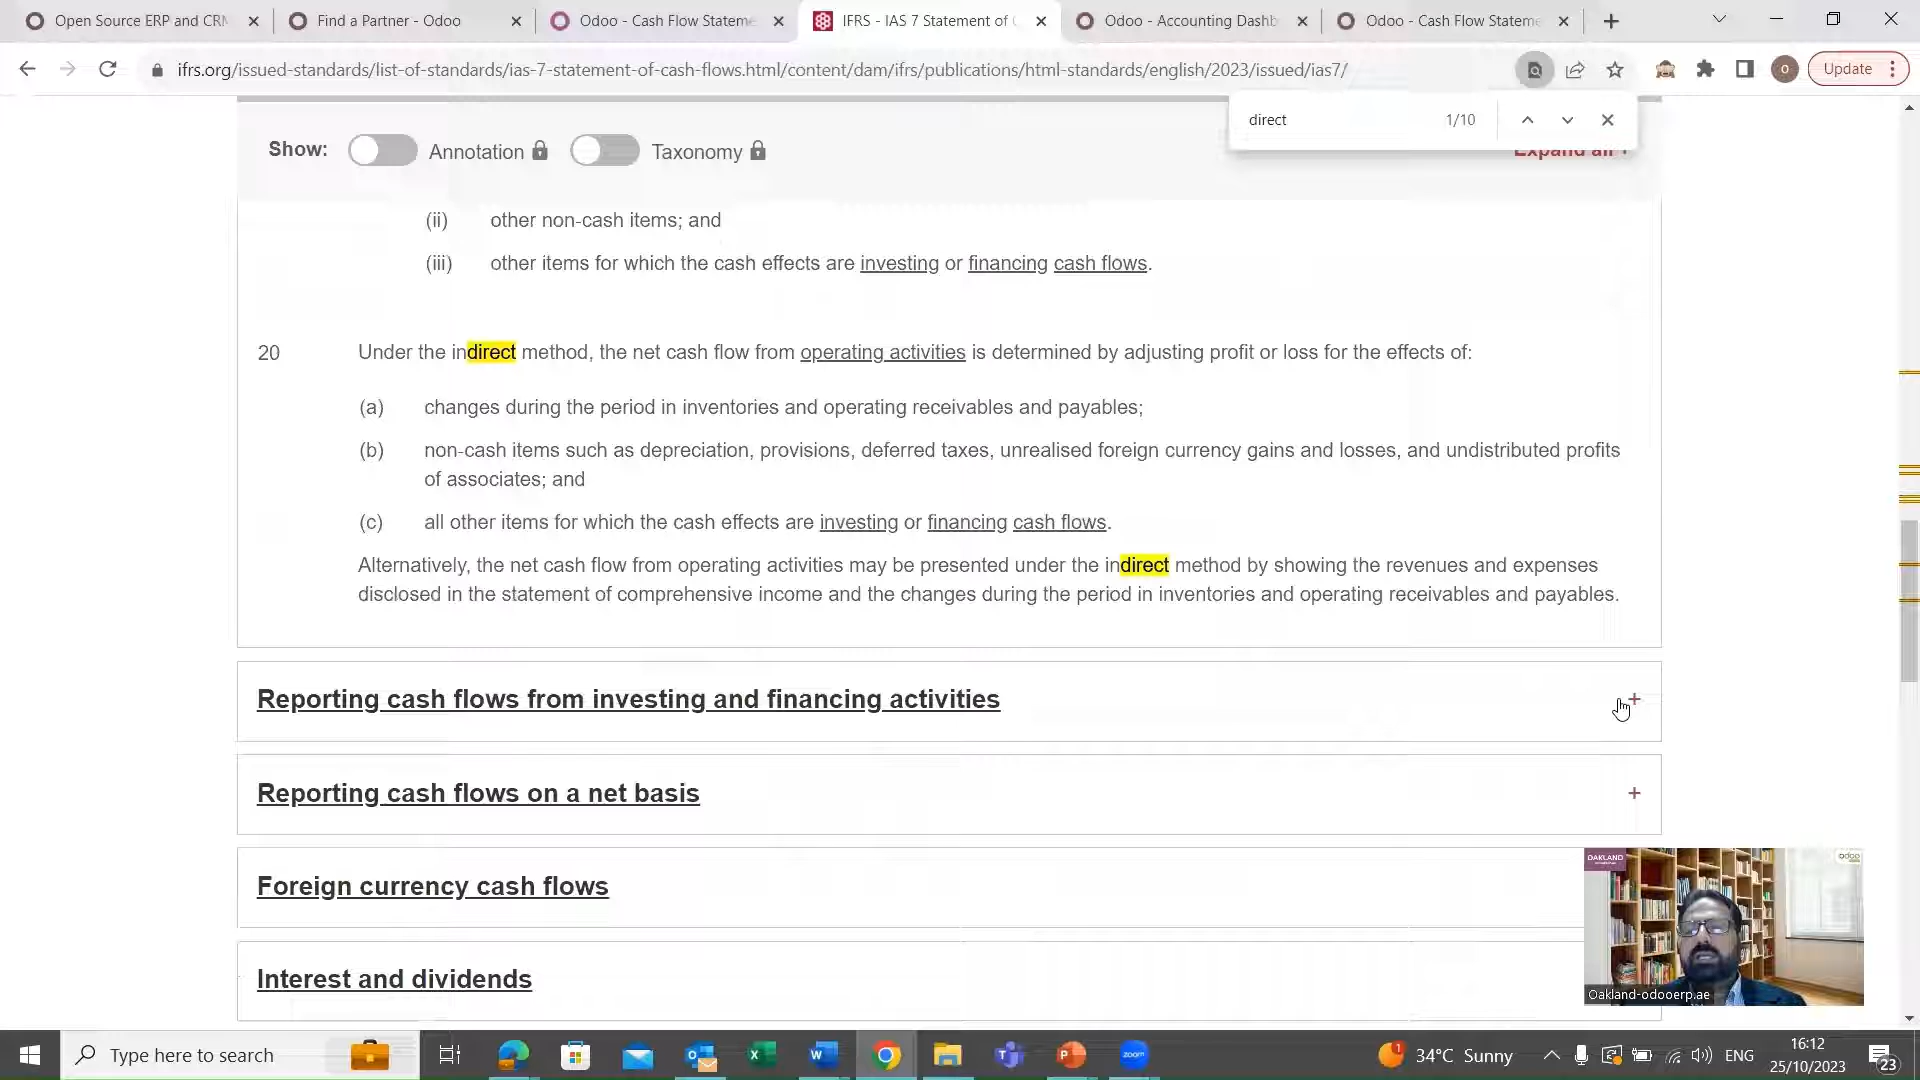 Open Source ERP and CRM
Find a Partner - Odoo
Odoo - Cash Flow Stateme
IFRS - IAS 7 Statement of
Odoo - Accounting Dashb
Odoo - Cash Flow Stateme
ifrs.org/issued-standards/list-of-standards/ias-7-statement-of-cash-flows.html/content/dam/ifrs/publications/html-standards/english/2023/issued/ias7/
O
Update
direct 1/10
Show: Annotation Taxonomy
Expand all
(ii) other non-cash items; and
(iii) other items for which the cash effects are investing or financing cash flows.
20 Under the indirect method, the net cash flow from operating activities is determined by adjusting profit or loss for the effects of:
(a) changes during the period in inventories and operating receivables and payables;
(b) non-cash items such as depreciation, provisions, deferred taxes, unrealised foreign currency gains and losses, and undistributed profits
of associates; and
(c) all other items for which the cash effects are investing or financing cash flows.
Alternatively, the net cash flow from operating activities may be presented under the indirect method by showing the revenues and expenses
disclosed in the statement of comprehensive income and the changes during the period in inventories and operating receivables and payables.
Reporting cash flows from investing and financing activities +
Reporting cash flows on a net basis +
Foreign currency cash flows
Interest and dividends
OAKLAND
odoo
Oakland-odooerp.ae
Type here to search
zoom
1
34°C Sunny
ENG
16:12
25/10/2023
23